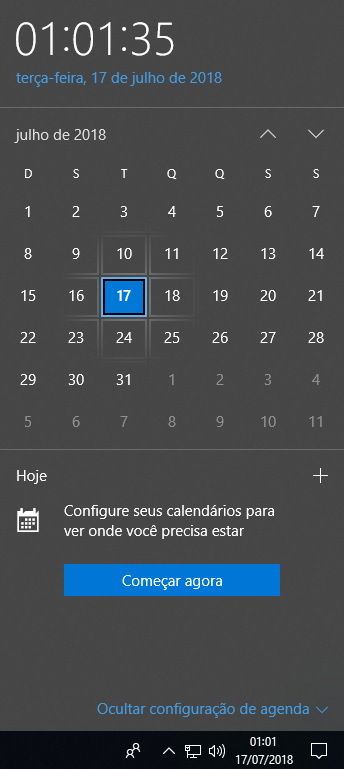 01:01:35
terça-feira, 17 de julho de 2018
julho de 2018
D S T Q Q S S
1 2 3 4 5 6 7
8 9 10 11 12 13 14
15 16 17 18 19 20 21
22 23 24 25 26 27 28
29 30 31 1 2 3 4
5 6 7 8 9 10 11
Hoje
Configure seus calendários para
ver onde você precisa estar
Começar agora
Ocultar configuração de agenda
01:01
17/07/2018